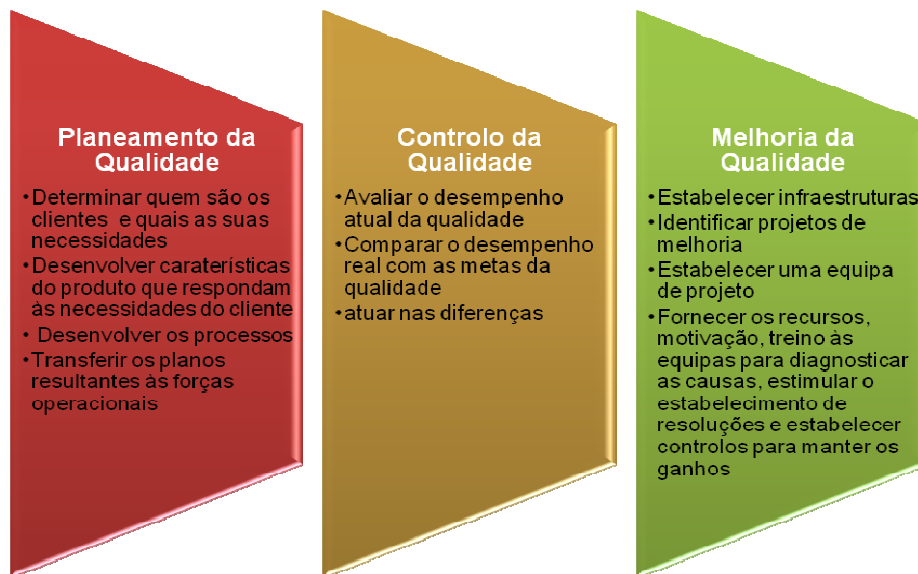 Planeamento da
Qualidade
•Determinar quem são os
clientes e quais as suas
necessidades
•Desenvolver caraterísticas
do produto que respondam
às necessidades do cliente
• Desenvolver os processos
•Transferir os planos
resultantes às forças
operacionais
Controlo da
Qualidade
•Avaliar o desempenho
atual da qualidade
•Comparar o desempenho
real com as metas da
qualidade
•atuar nas diferenças
Melhoria da
Qualidade
•Estabelecer infraestruturas
•Identificar projetos de
melhoria
•Estabelecer uma equipa
de projeto
•Fornecer os recursos,
motivação, treino às
equipas para diagnosticar
as causas, estimular o
estabelecimento de
resoluções e estabelecer
controlos para manter os
ganhos